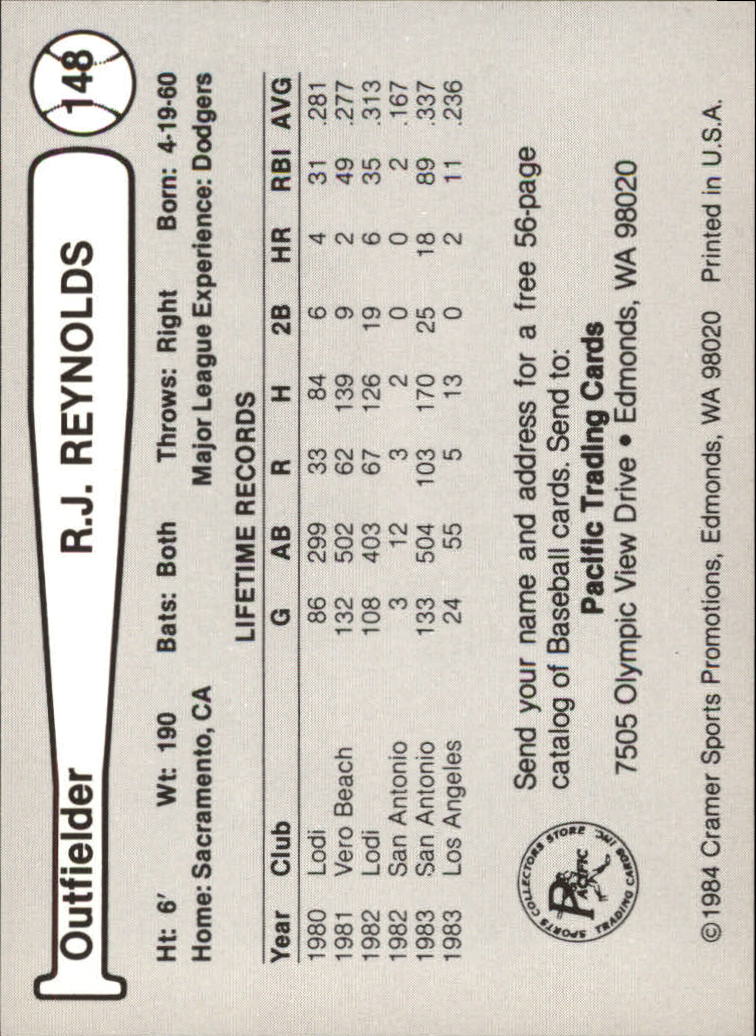 Outfielder R.J. REYNOLDS 148
Ht: 6' Wt: 190 Bats: Both Throws: Right Born: 4-19-60
Home: Sacramento, CA Major League Experience: Dodgers
LIFETIME RECORDS
Year Club G AB R H 2B HR RBI AVG
1980 Lodi 86 299 33 84 6 4 31 .281
1981 Vero Beach 132 502 62 139 9 2 49 .277
1982 Lodi 108 403 67 126 19 6 35 .313
1982 San Antonio 3 12 3 2 0 0 2 .167
1983 San Antonio 133 504 103 170 25 18 89 .337
1983 Los Angeles 24 55 5 13 0 2 11 .236
SPORTS COLLECTORS STORE
PACIFIC
TRADING CARDS
Send your name and address for a free 56-page
catalog of Baseball cards. Send to:
Pacific Trading Cards
7505 Olympic View Drive • Edmonds, WA 98020
©1984 Cramer Sports Promotions, Edmonds, WA 98020 Printed in U.S.A.